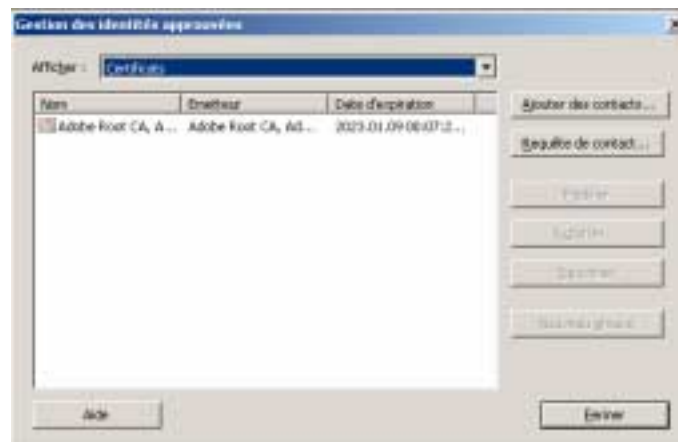 Gestion des identités approuvées
Afficher : Certificats
Nom Emetteur Date d'expiration
Adobe Root CA, A... Adobe Root CA, Ad... 2023.01.09 00:07:2...
Ajouter des contacts...
Requête de contact...
Aide
Fermer